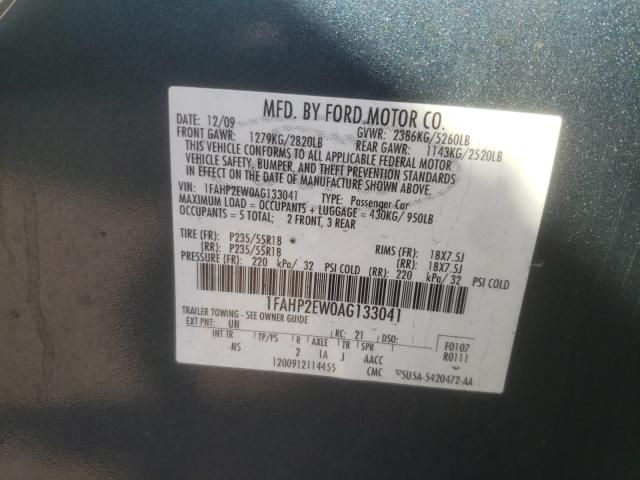 MFD. BY FORD MOTOR CO.
DATE: 12/09 GVWR: 2386KG/5260LB
FRONT GAWR: 1279KG/2820LB REAR GAWR: 1143KG/2520LB
THIS VEHICLE CONFORMS TO ALL APPLICABLE FEDERAL MOTOR
VEHICLE SAFETY, BUMPER, AND THEFT PREVENTION STANDARDS
IN EFFECT ON THE DATE OF MANUFACTURE SHOWN ABOVE.
VIN: 1FAHP2EW0AG133041 TYPE: Passenger Car
MAXIMUM LOAD = OCCUPANTS + LUGGAGE = 430KG/950LB
OCCUPANTS = 5 TOTAL: 2 FRONT, 3 REAR
TIRE (FR): P235/55R18 RIMS (FR): 18X7.5J
(RR): P235/55R18 (RR): 18X7.5J
PRESSURE (FR): 220 kPa/ 32 PSI COLD (RR): 220 kPa/ 32 PSI COLD
1FAHP2EW0AG133041
TRAILER TOWING - SEE OWNER GUIDE
EXT PNT: UN RC: 21 DSO: F0107
INT TR TP/PS R AXLE TR SPR R0111
NS 2 1A J AACC
1200912114455 CMC 5U5A-5420472-AA